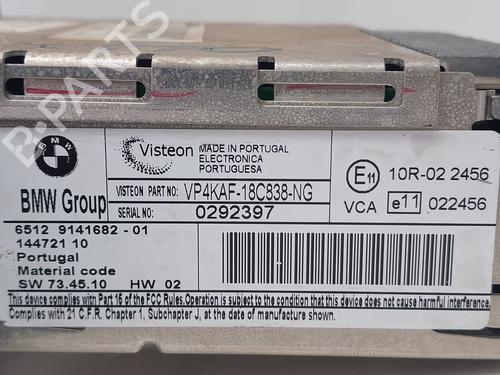 B-PARTS
BMW
BMW Group
Visteon
MADE IN PORTUGAL
ELECTRONICA
PORTUGUESA
VISTEON PART NO: VP4KAF-18C838-NG
SERIAL NO: 0292397
E11 10R-02 2456
VCA e11 022456
6512 9141682 - 01
144721 10
Portugal
Material code
SW 73.45.10 HW 02
This device complies with Part 15 of the FCC Rules.Operation is subject to the condition that this device does not cause harmful interference.
Complies with 21 C.F.R. Chapter 1, Subchapter J, at the date of manufacture shown.